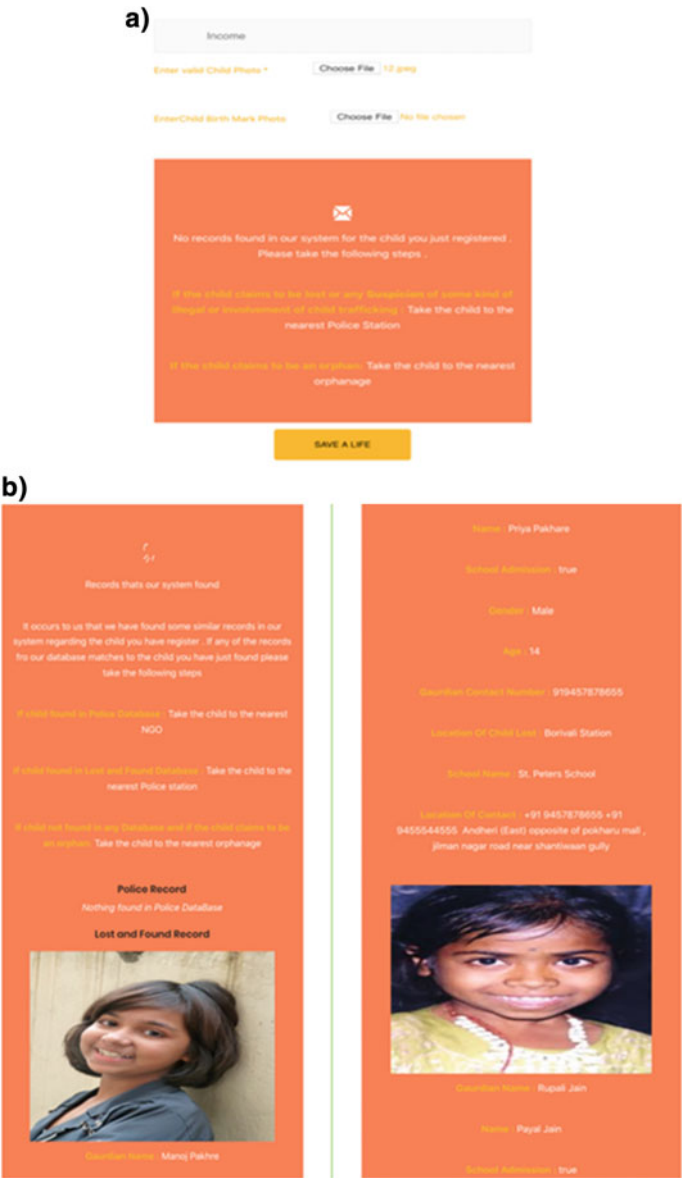 a)
Income
Enter valid Child Photo * Choose File 12.jpeg
EnterChild Birth Mark Photo Choose File No file chosen
No records found in our system for the child you just registered .
Please take the following steps .
If the child claims to be lost or any Suspicion of some kind of
illegal or involvement of child trafficking : Take the child to the
nearest Police Station
If the child claims to be an orphan: Take the child to the nearest
orphanage
SAVE A LIFE
b)
Records thats our system found
It occurs to us that we have found some similar records in our
system regarding the child you have register . If any of the records
fro our database matches to the child you have just found please
take the following steps
If child found in Police Database : Take the child to the nearest
NGO
If child found in Lost and Found Database : Take the child to the
nearest Police station
If child not found in any Database and if the child claims to be
an orphan: Take the child to the nearest orphanage
Police Record
Nothing found in Police DataBase
Lost and Found Record
Gauntian Name : Manoj Pakhre
Name : Priya Pakhare
School Admission : true
Gender : Male
Age : 14
Gauntian Contact Number : 919457878655
Location Of Child Lost : Borivali Station
School Name : St, Peters School
Location Of Contact : +91 9457878655 +91
9455544555 Andheri (East) opposite of pokharu mall ,
jilman nagar road near shantiwaan gully
Gauntian Name : Rupali Jain
Name : Payal Jain
School Admission : true